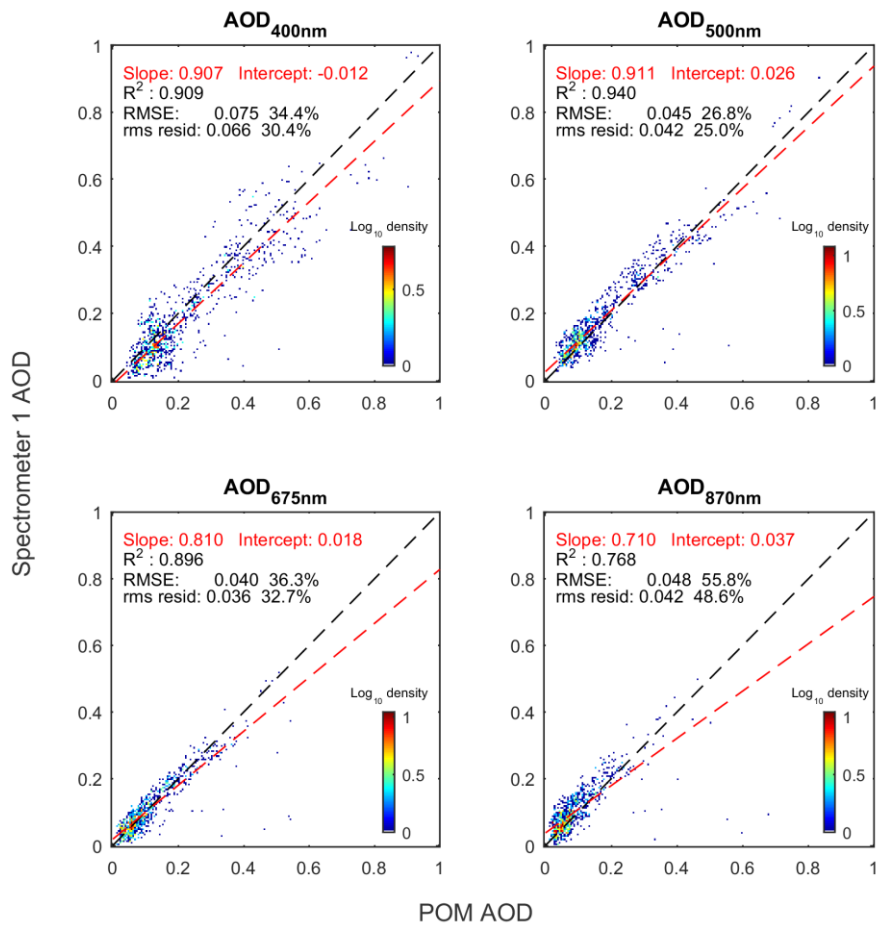 AOD400nm
Slope: 0.907 Intercept: -0.012
R2 : 0.909
RMSE: 0.075 34.4%
rms resid: 0.066 30.4%
Log10 density
0.5
0
1
0.8
0.6
0.4
0.2
0
0 0.2 0.4 0.6 0.8 1
AOD500nm
Slope: 0.911 Intercept: 0.026
R2 : 0.940
RMSE: 0.045 26.8%
rms resid: 0.042 25.0%
Log10 density
1
0.5
0
1
0.8
0.6
0.4
0.2
0
0 0.2 0.4 0.6 0.8 1
Spectrometer 1 AOD
AOD675nm
Slope: 0.810 Intercept: 0.018
R2 : 0.896
RMSE: 0.040 36.3%
rms resid: 0.036 32.7%
Log10 density
1
0.5
0
1
0.8
0.6
0.4
0.2
0
0 0.2 0.4 0.6 0.8 1
AOD870nm
Slope: 0.710 Intercept: 0.037
R2 : 0.768
RMSE: 0.048 55.8%
rms resid: 0.042 48.6%
Log10 density
1
0.5
0
1
0.8
0.6
0.4
0.2
0
0 0.2 0.4 0.6 0.8 1
POM AOD